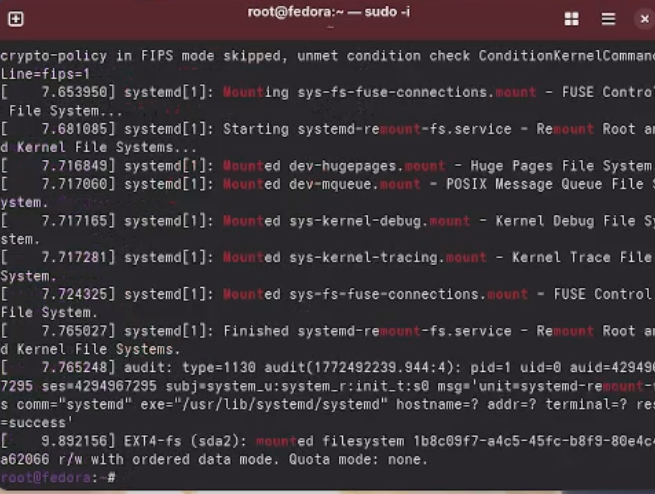 root@fedora:~ — sudo -i
crypto-policy in FIPS mode skipped, unmet condition check ConditionKernelComman
Line=fips=1
[    7.653950] systemd[1]: Mounting sys-fs-fuse-connections.mount - FUSE Contro
 File System...
[    7.681085] systemd[1]: Starting systemd-remount-fs.service - Remount Root an
d Kernel File Systems...
[    7.716849] systemd[1]: Mounted dev-hugepages.mount - Huge Pages File System
[    7.717060] systemd[1]: Mounted dev-mqueue.mount - POSIX Message Queue File S
ystem.
[    7.717165] systemd[1]: Mounted sys-kernel-debug.mount - Kernel Debug File Sy
stem.
[    7.717281] systemd[1]: Mounted sys-kernel-tracing.mount - Kernel Trace File
System.
[    7.724325] systemd[1]: Mounted sys-fs-fuse-connections.mount - FUSE Control
File System.
[    7.765027] systemd[1]: Finished systemd-remount-fs.service - Remount Root an
d Kernel File Systems.
[    7.765248] audit: type=1130 audit(1772492239.944:4): pid=1 uid=0 auid=429496
7295 ses=4294967295 subj=system_u:system_r:init_t:s0 msg='unit=systemd-remount-
s comm="systemd" exe="/usr/lib/systemd/systemd" hostname=? addr=? terminal=? res
=success'
[    9.892156] EXT4-fs (sda2): mounted filesystem 1b8c09f7-a4c5-45fc-b8f9-80e4c
a62066 r/w with ordered data mode. Quota mode: none.
root@fedora:~#